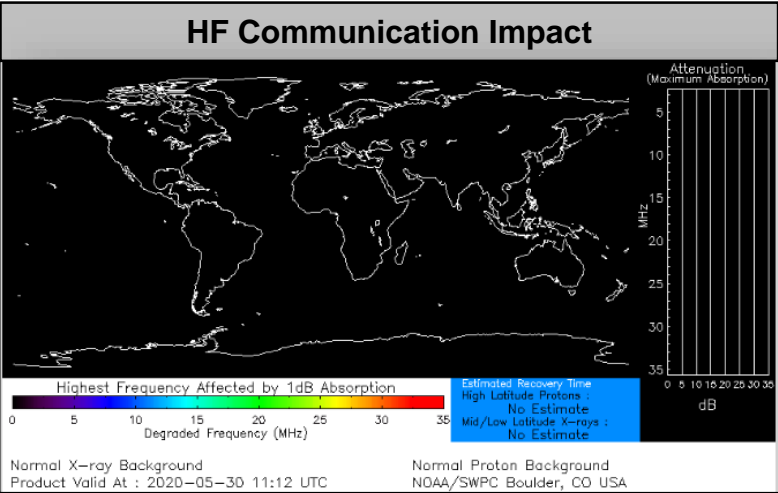 HF Communication Impact
Attenuation
(Maximum Absorption)
5
10
15
20
25
30
35
MHz
0 5 10 15 20 25 30 35
dB
Highest Frequency Affected by 1dB Absorption
0 5 10 15 20 25 30 35
Degraded Frequency (MHz)
Estimated Recovery Time
High Latitude Protons :
No Estimate
Mid/Low Latitude X-rays :
No Estimate
Normal X-ray Background
Product Valid At : 2020-05-30 11:12 UTC
Normal Proton Background
NOAA/SWPC Boulder, CO USA